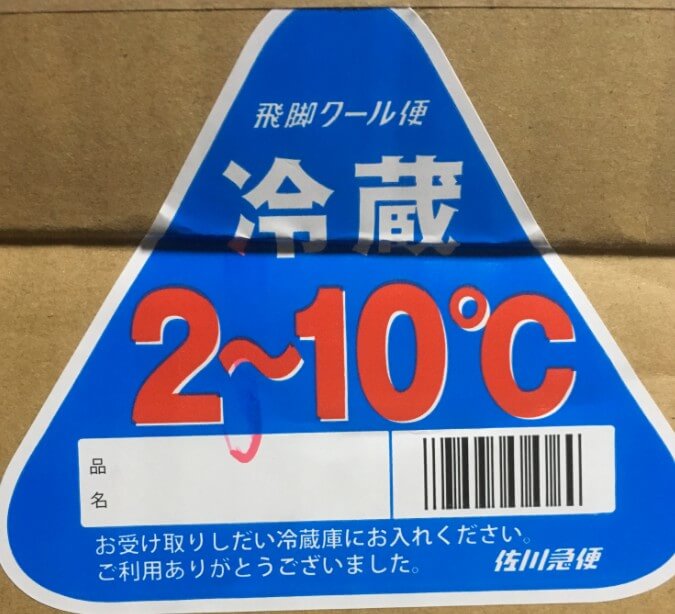 飛脚クール便
冷蔵
2~10℃
品
名
お受け取りしだい冷蔵庫にお入れください。
ご利用ありがとうございました。
佐川急便